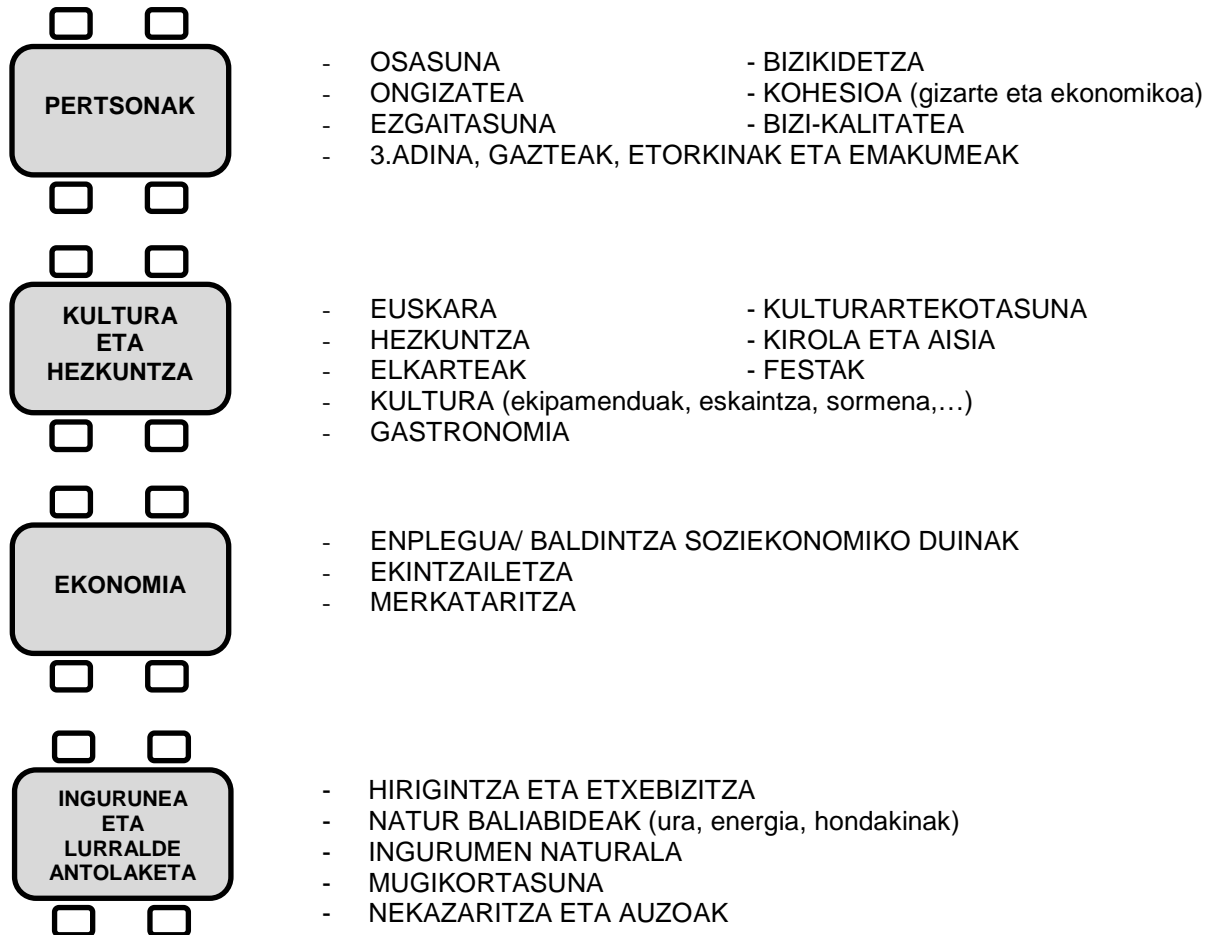 PERTSONAK
- OSASUNA - BIZIKIDETZA
- ONGIZATEA - KOHESIOA (gizarte eta ekonomikoa)
- EZGAITASUNA - BIZI-KALITATEA
- 3.ADINA, GAZTEAK, ETORKINAK ETA EMAKUMEAK
KULTURA
ETA
HEZKUNTZA
- EUSKARA - KULTURARTEKOTASUNA
- HEZKUNTZA - KIROLA ETA AISIA
- ELKARTEAK - FESTAK
- KULTURA (ekipamenduak, eskaintza, sormena,…)
- GASTRONOMIA
EKONOMIA
- ENPLEGUA/ BALDINTZA SOZIEKONOMIKO DUINAK
- EKINTZAILETZA
- MERKATARITZA
INGURUNEA
ETA
LURRALDE
ANTOLAKETA
- HIRIGINTZA ETA ETXEBIZITZA
- NATUR BALIABIDEAK (ura, energia, hondakinak)
- INGURUMEN NATURALA
- MUGIKORTASUNA
- NEKAZARITZA ETA AUZOAK